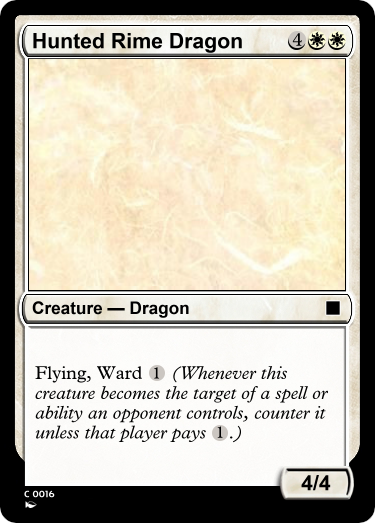 Hunted Rime Dragon 4
Creature — Dragon
Flying, Ward 1 (Whenever this
creature becomes the target of a spell or
ability an opponent controls, counter it
unless that player pays 1.)
4/4
C 0016